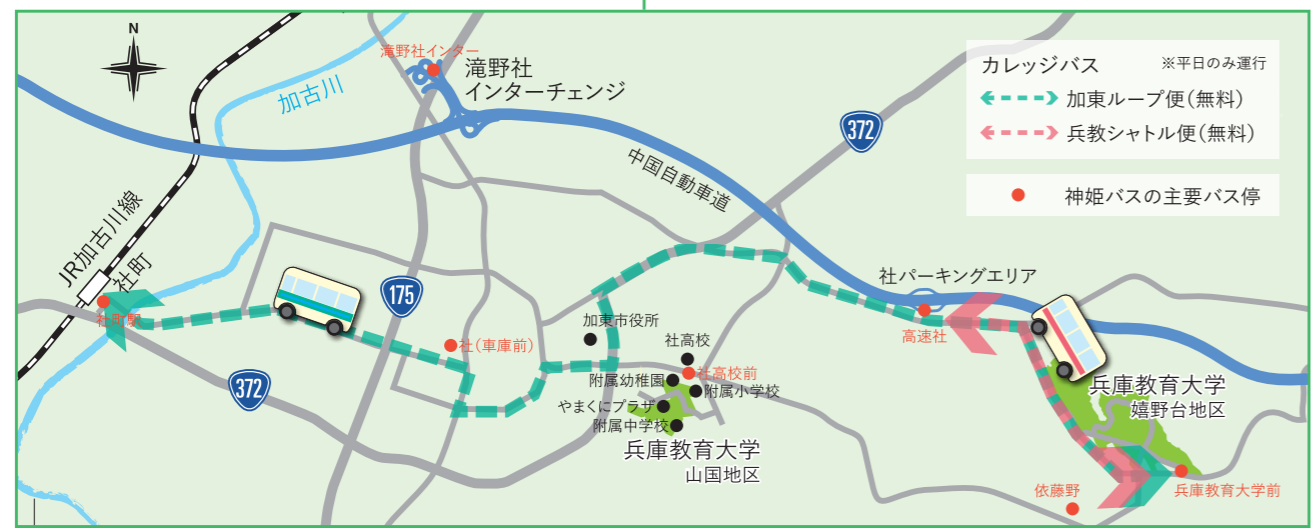 N
滝野社インター
滝野社
インターチェンジ
加古川
カレッジバス ※平日のみ運行
加東ループ便(無料)
兵教シャトル便(無料)
神姫バスの主要バス停
372
中国自動車道
JR加古川線
社町
社町駅
175
社(車庫前)
加東市役所
社パーキングエリア
高速社
社高校
社高校前
附属幼稚園
附属小学校
やまくにプラザ
附属中学校
兵庫教育大学
山国地区
372
兵庫教育大学
嬉野台地区
依藤野
兵庫教育大学前